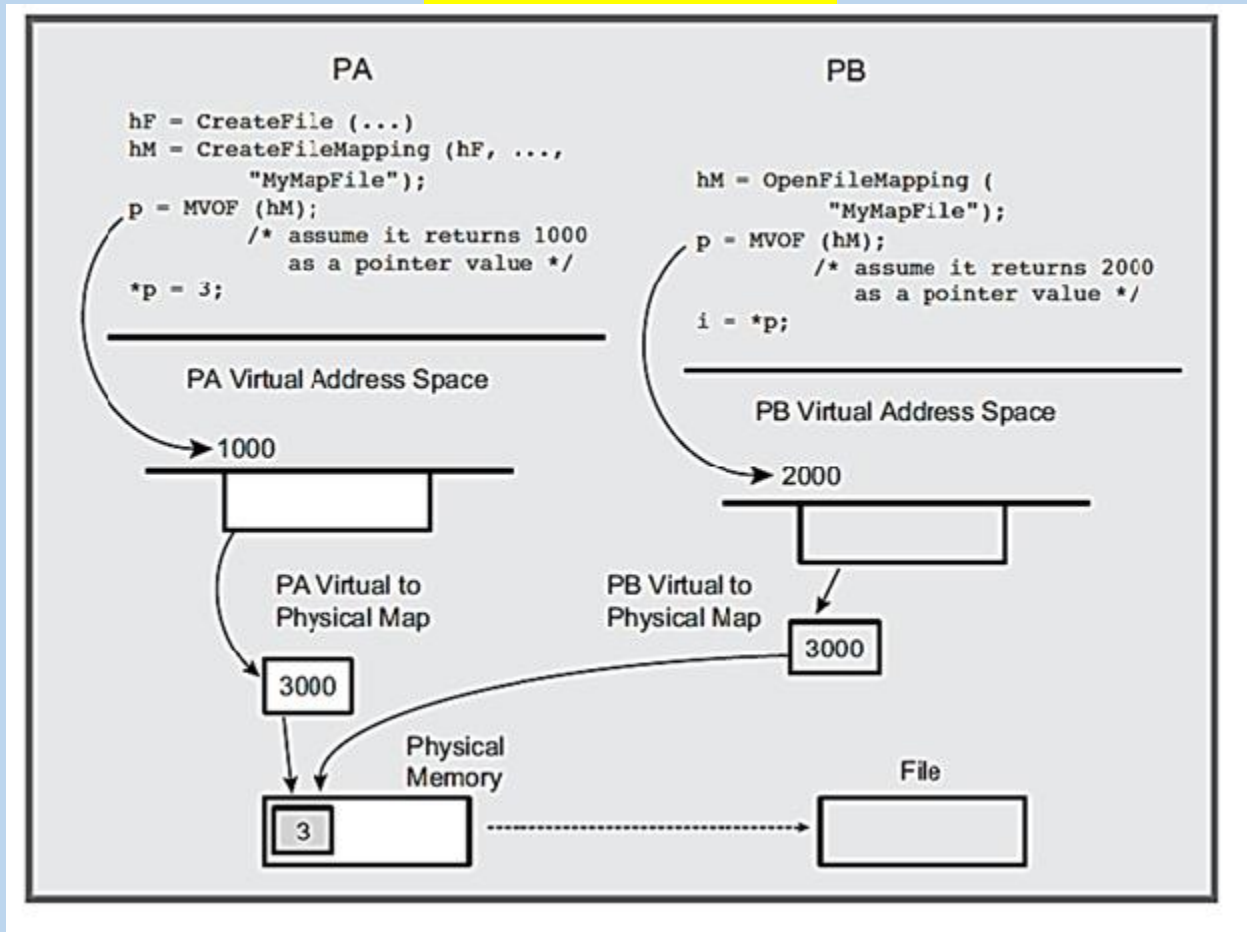 PA
hF = CreateFile (...)
hM = CreateFileMapping (hF, ...,
"MyMapFile");
p = MVOF (hM);
/* assume it returns 1000
as a pointer value */
*p = 3;
PA Virtual Address Space
1000
PA Virtual to
Physical Map
3000
PB
hM = OpenFileMapping (
"MyMapFile");
p = MVOF (hM);
/* assume it returns 2000
as a pointer value */
i = *p;
PB Virtual Address Space
2000
PB Virtual to
Physical Map
3000
Physical
Memory
3
File